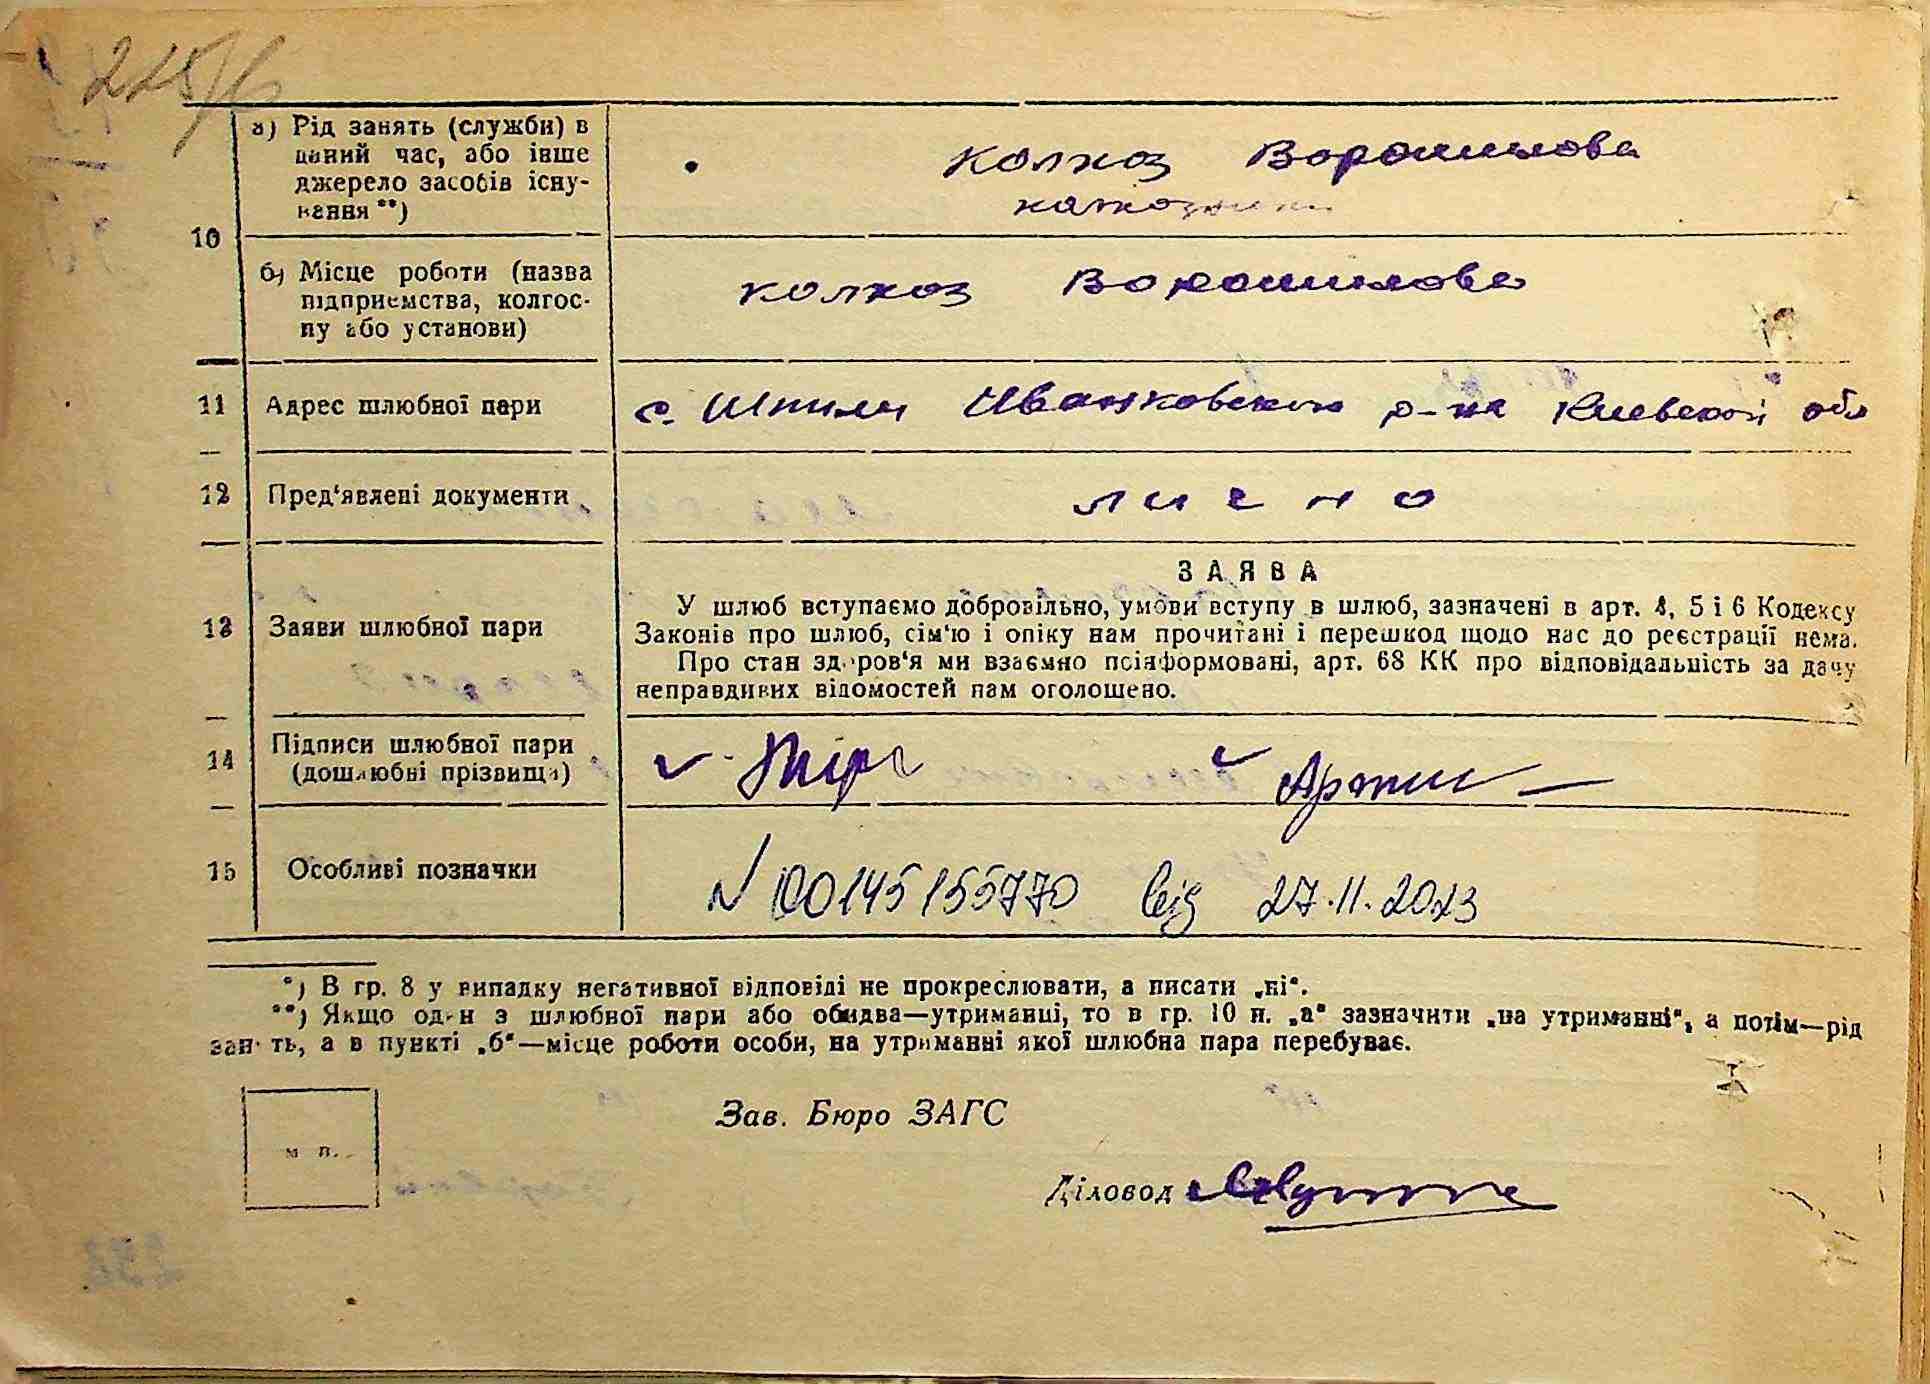 225/6
а) Рід занять (служби) в
даний час, або інше
джерело засобів існу-
вання **)
колхоз Ворошилова
колхозники
10
б) Місце роботи (назва
підприємства, колгос-
пу або установи)
колхоз Ворошилова
11 Адрес шлюбної пари с. Шпили Иванковского р-на Киевской обл
12 Пред‘явлені документи лисно
ЗАЯВА
13 Заяви шлюбної пари
У шлюб вступаємо добровільно, умови вступу в шлюб, зазначені в арт. 4, 5 і 6 Кодексу
Законів про шлюб, сім‘ю і опіку нам прочитані і перешкод щодо нас до реєстрації нема.
Про стан здоров‘я ми взаємно поінформовані, арт. 68 КК про відповідальність за дачу
неправдивих відомостей нам оголошено.
14 Підписи шлюбної пари
(дошлюбні прізвища)
15 Особливі позначки N 00145155770 від 27.11.2023
*) В гр. 8 у випадку негативної відповіді не прокреслювати, а писати „ні“.
**) Якщо один з шлюбної пари або обидва—утриманці, то в гр. 10 п. „а“ зазначити „на утриманні“, а потім—рід
занять, а в пункті „б“—місце роботи особи, на утриманні якої шлюбна пара перебуває.
Зав. Бюро ЗАГС
м п.
Діловод